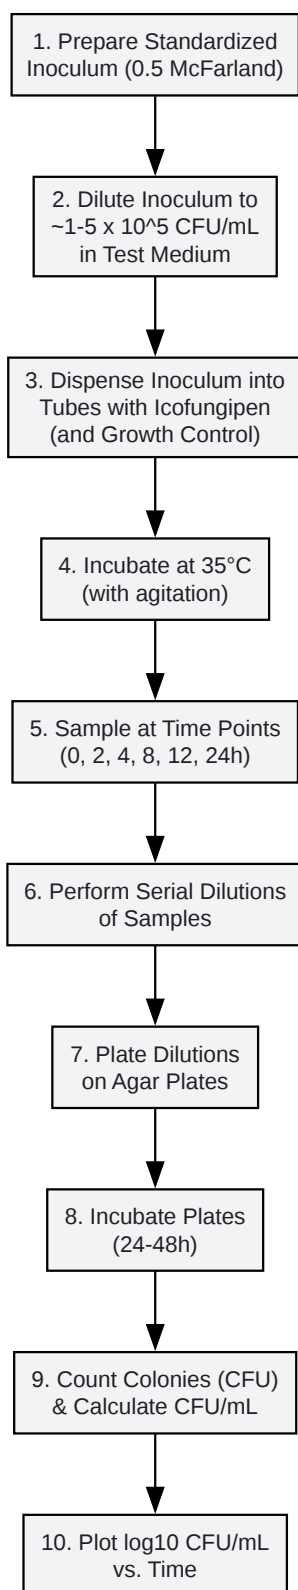 1. Prepare Standardized
Inoculum (0.5 McFarland)
2. Dilute Inoculum to
~1-5 x 10^5 CFU/mL
in Test Medium
3. Dispense Inoculum into
Tubes with Icofungipen
(and Growth Control)
4. Incubate at 35°C
(with agitation)
5. Sample at Time Points
(0, 2, 4, 8, 12, 24h)
6. Perform Serial Dilutions
of Samples
7. Plate Dilutions
on Agar Plates
8. Incubate Plates
(24-48h)
9. Count Colonies (CFU)
& Calculate CFU/mL
10. Plot log10 CFU/mL
vs. Time